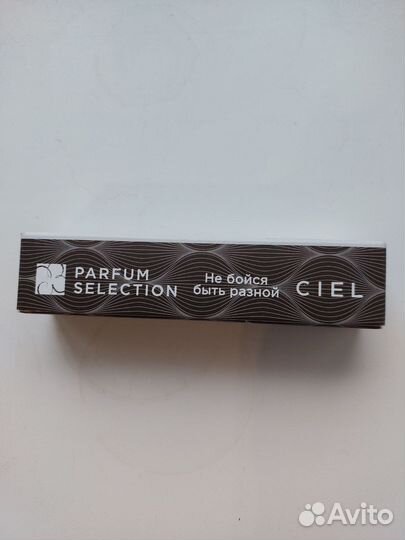 PARFUM
SELECTION
Не бойся
быть разной
CIEL
Avito